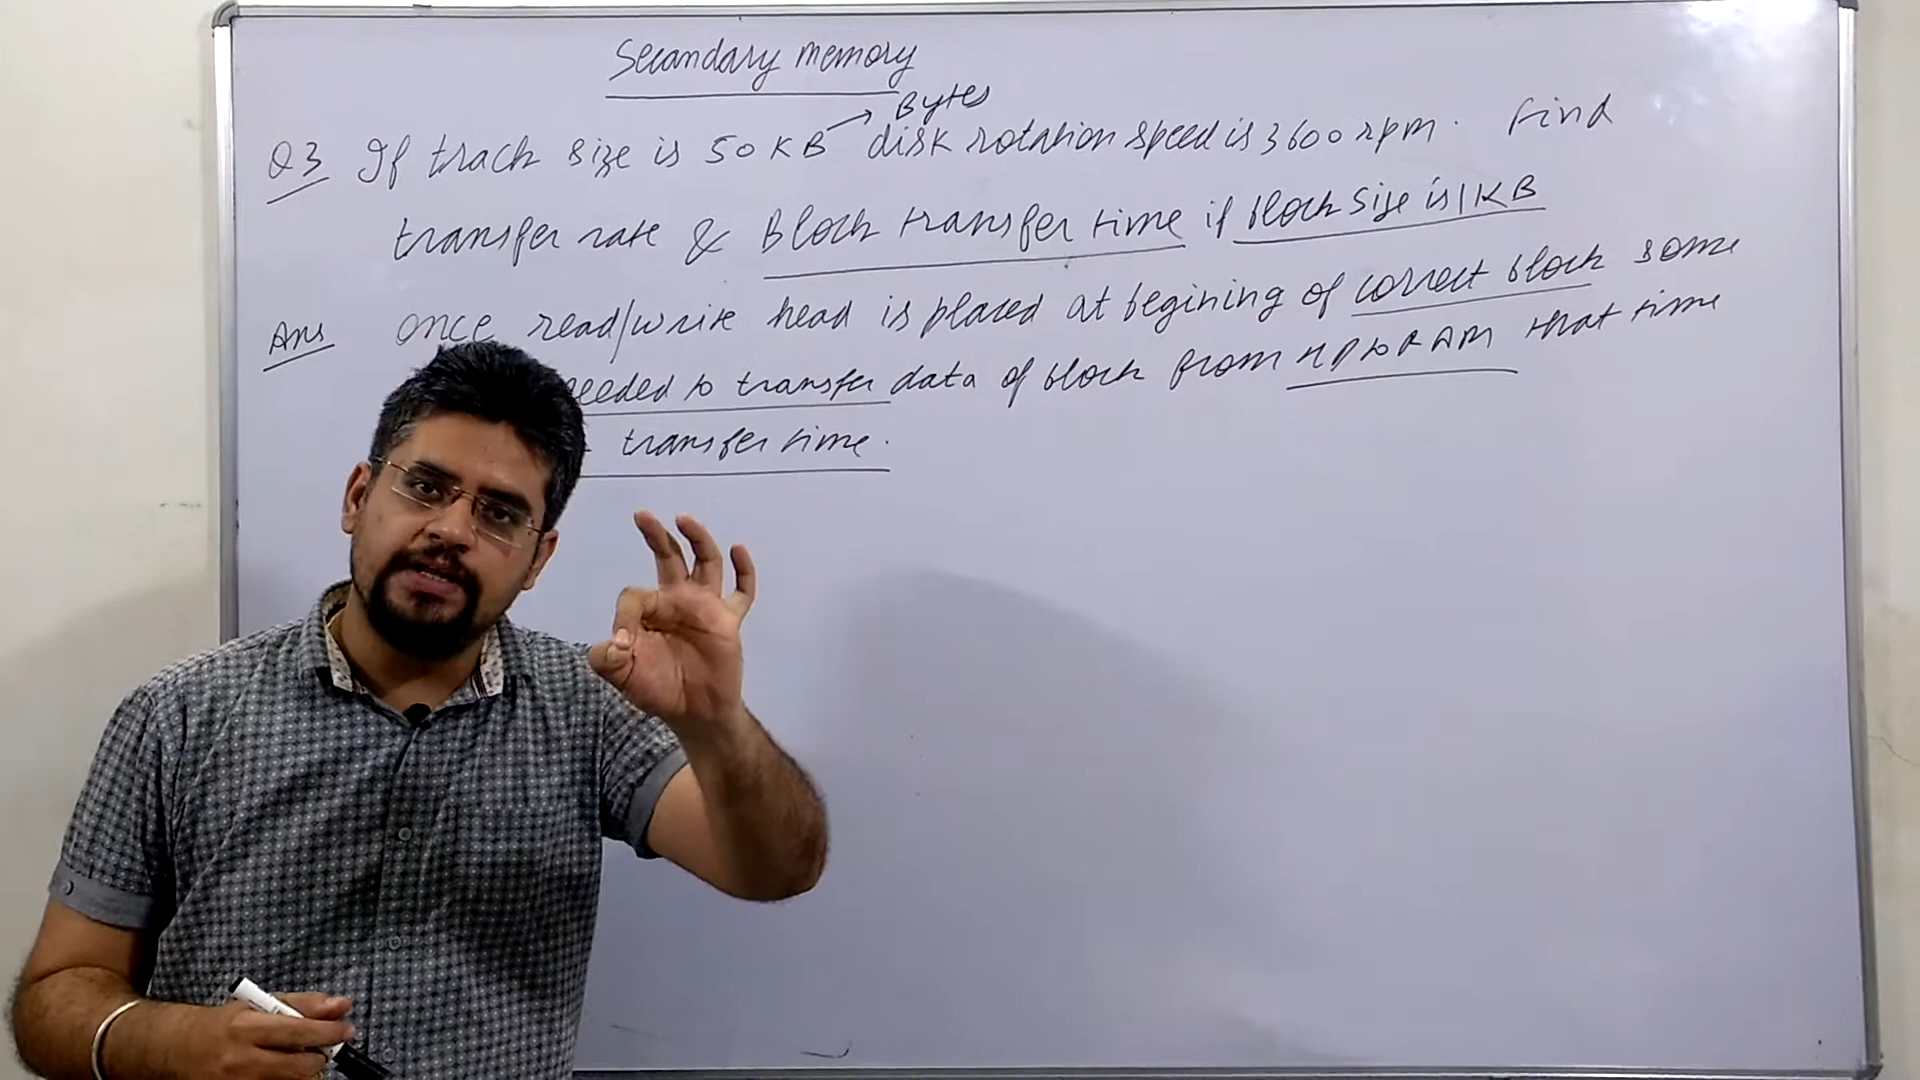 Secondary memory
Bytes
Q3 If track size is 50 KB → disk rotation speed is 3600 rpm. Find
transfer rate & Block transfer time if block size is 1 KB
Ans once read/write head is placed at begining of correct block some
eeded to transfer data of block from HD to RAM that time
transfer time.